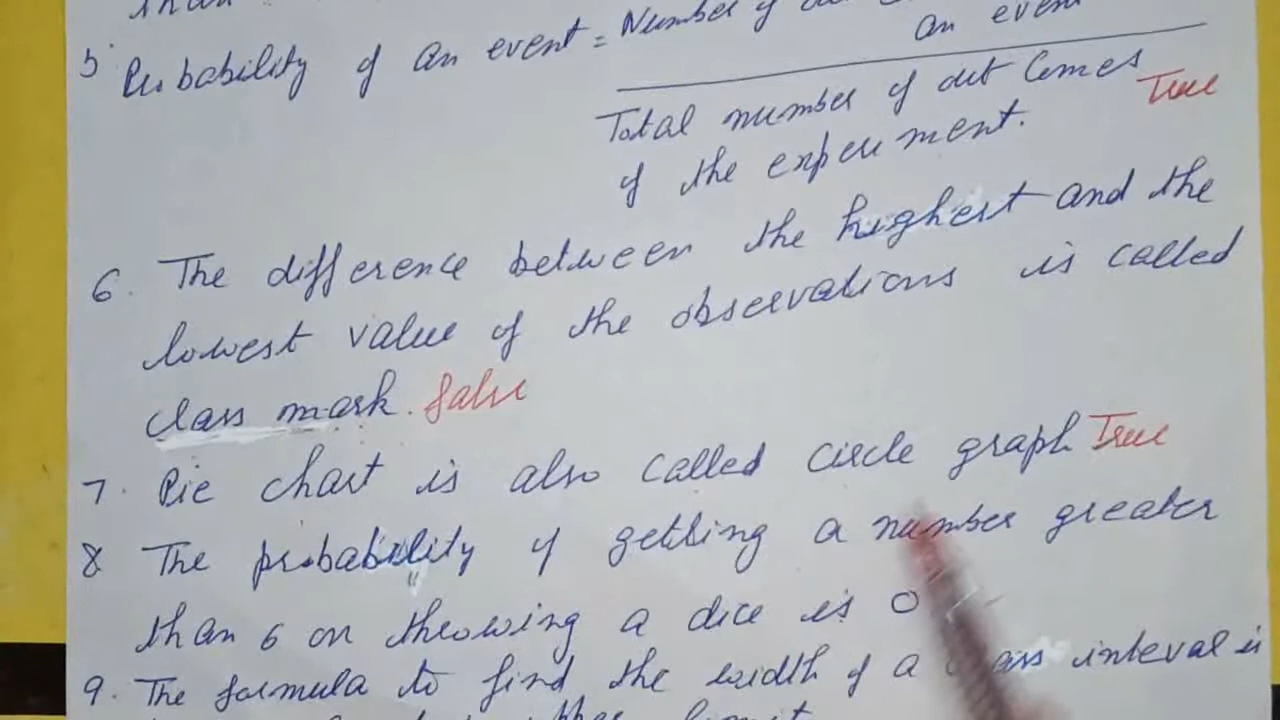 than
5 Probability of an event = Number of
an event
Total number of out comes True
of the experiment.
6. The difference between the highest and the
lowest value of the observations is called
class mark. False
7. Pie chart is also called circle graph True
8 The probability of getting a number greater
than 6 on throwing a dice is 0
9. The formula to find the width of a class interval is
limit